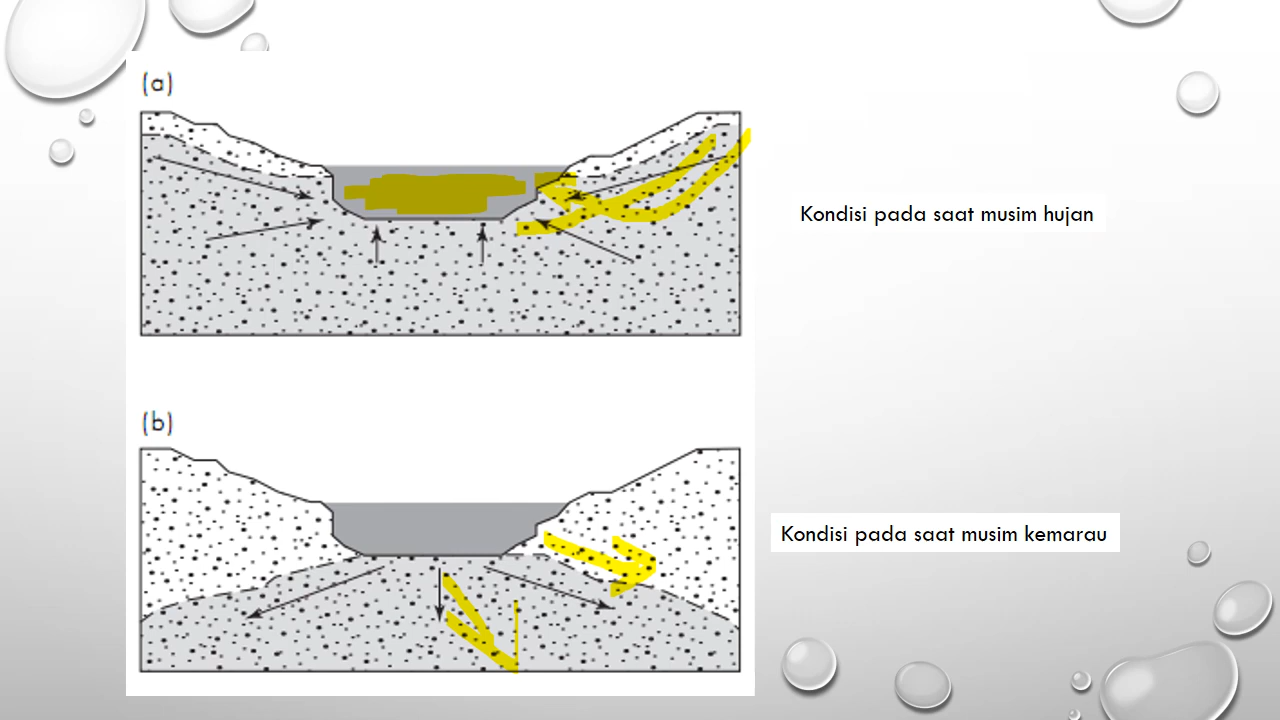 (a)
Kondisi pada saat musim hujan
(b)
Kondisi pada saat musim kemarau